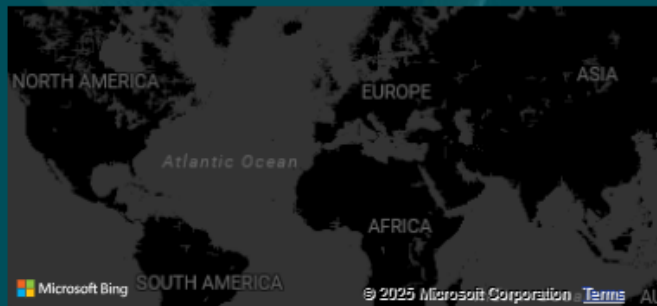 NORTH AMERICA
ASIA
EUROPE
Atlantic Ocean
AFRICA
SOUTH AMERICA
Microsoft Bing
© 2025 Microsoft Corporation Terms